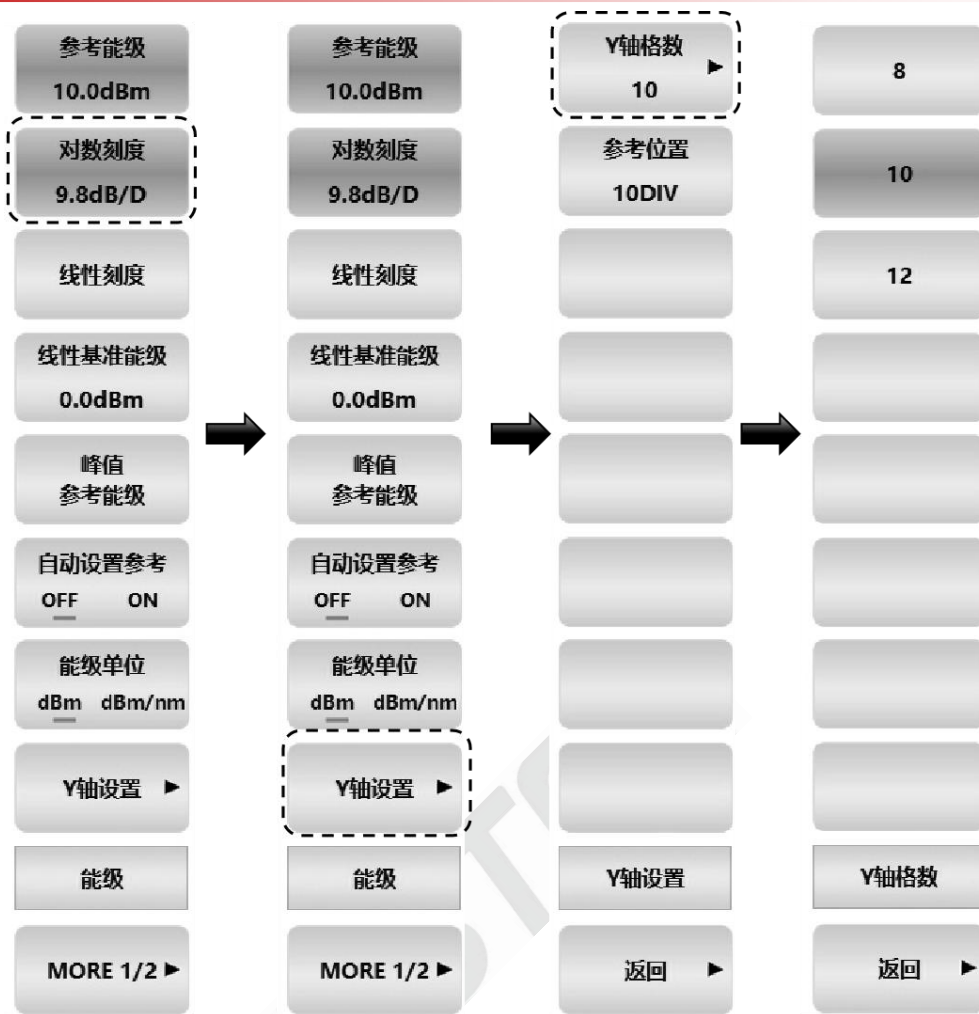 参考能级
10.0dBm
对数刻度
9.8dB/D
线性刻度
线性基准能级
0.0dBm
峰值
参考能级
自动设置参考
OFF ON
能级单位
dBm dBm/nm
Y轴设置 ▶
能级
MORE 1/2 ▶
参考能级
10.0dBm
对数刻度
9.8dB/D
线性刻度
线性基准能级
0.0dBm
峰值
参考能级
自动设置参考
OFF ON
能级单位
dBm dBm/nm
Y轴设置 ▶
能级
MORE 1/2 ▶
Y轴格数 ▶
10
参考位置
10DIV
Y轴设置
返回 ▶
8
10
12
Y轴格数
返回 ▶